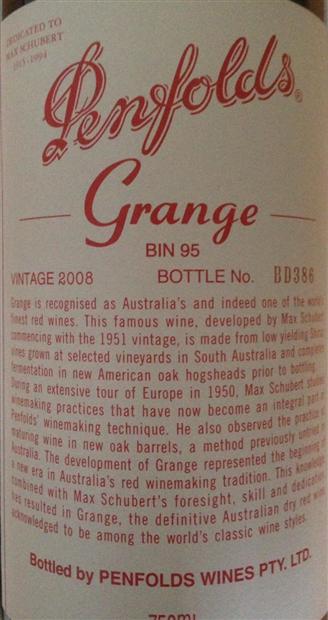 DEDICATED TO
MAX SCHUBERT
1915-1994
Penfolds®
Grange
BIN 95
VINTAGE 2008 BOTTLE No. BD386
Grange is recognised as Australia's and indeed one of the world's
finest red wines. This famous wine, developed by Max Schubert
commencing with the 1951 vintage, is made from low yielding Shiraz
vines grown at selected vineyards in South Australia and completes
fermentation in new American oak hogsheads prior to bottling.
During an extensive tour of Europe in 1950, Max Schubert studied
winemaking practices that have now become an integral part of
Penfolds' winemaking technique. He also observed the practice of
maturing wine in new oak barrels, a method previously untried in
Australia. The development of Grange represented the beginning of
a new era in Australia's red winemaking tradition. This knowledge,
combined with Max Schubert's foresight, skill and dedication
has resulted in Grange, the definitive Australian dry red wine
acknowledged to be among the world's classic wine styles.
Bottled by PENFOLDS WINES PTY. LTD.
750ml